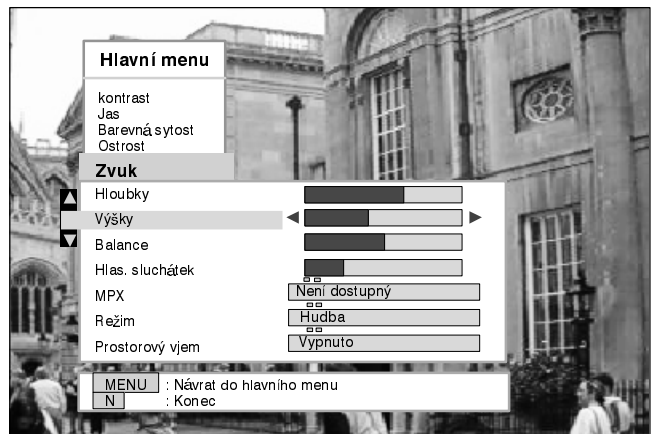 Hlavní menu
kontrast
Jas
Barevná sytost
Ostrost
Zvuk
Hloubky
Výšky
Balance
Hlas. sluchátek
MPX Není dostupný
Režim Hudba
Prostorový vjem Vypnuto
MENU : Návrat do hlavního menu
N : Konec